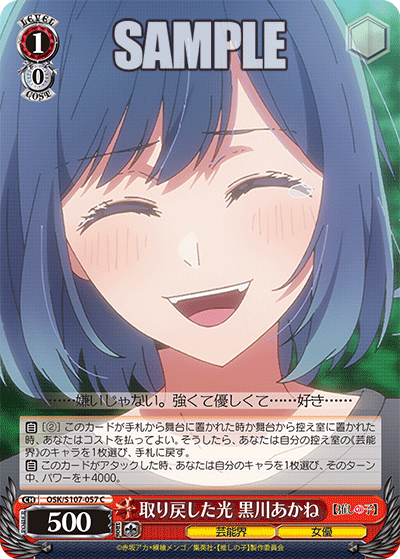 LEVEL
1
0
COST
SAMPLE
……嫌いじゃない。強くて優しくて……好き……
自[②] このカードが手札から舞台に置かれた時か舞台から控え室に置かれた
時、あなたはコストを払ってよい。そうしたら、あなたは自分の控え室の《芸能
界》のキャラを1枚選び、手札に戻す。
自 このカードがアタックした時、あなたは自分のキャラを1枚選び、そのターン
中、パワーを+4000。
CH OSK/S107-057 C
500
取り戻した光 黒川あかね
【推しの子】
芸能界
女優
©赤坂アカ×横槍メンゴ／集英社・【推しの子】製作委員会